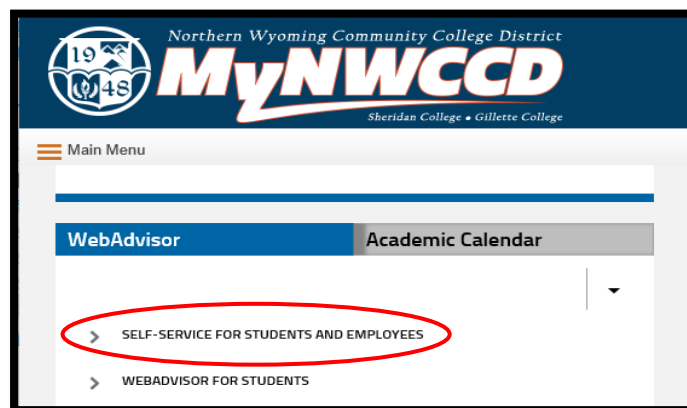 Northern Wyoming Community College District
19
48
MyNWCCD
Sheridan College • Gillette College
Main Menu
WebAdvisor
Academic Calendar
SELF-SERVICE FOR STUDENTS AND EMPLOYEES
WEBADVISOR FOR STUDENTS